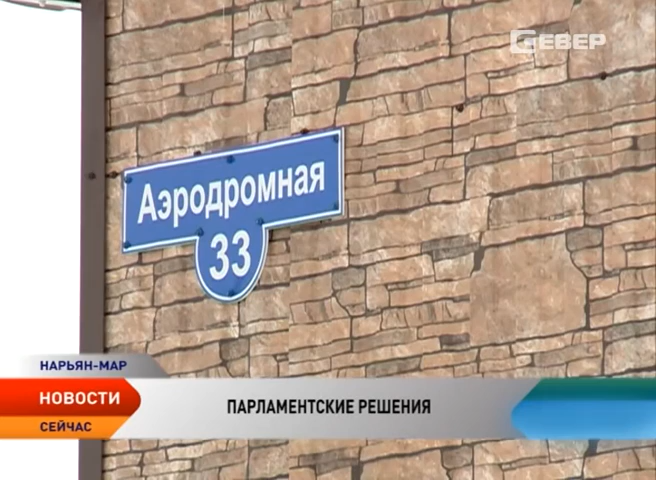 СЕВЕР
Аэродромная
33
НАРЬЯН-МАР
НОВОСТИ
ПАРЛАМЕНТСКИЕ РЕШЕНИЯ
СЕЙЧАС